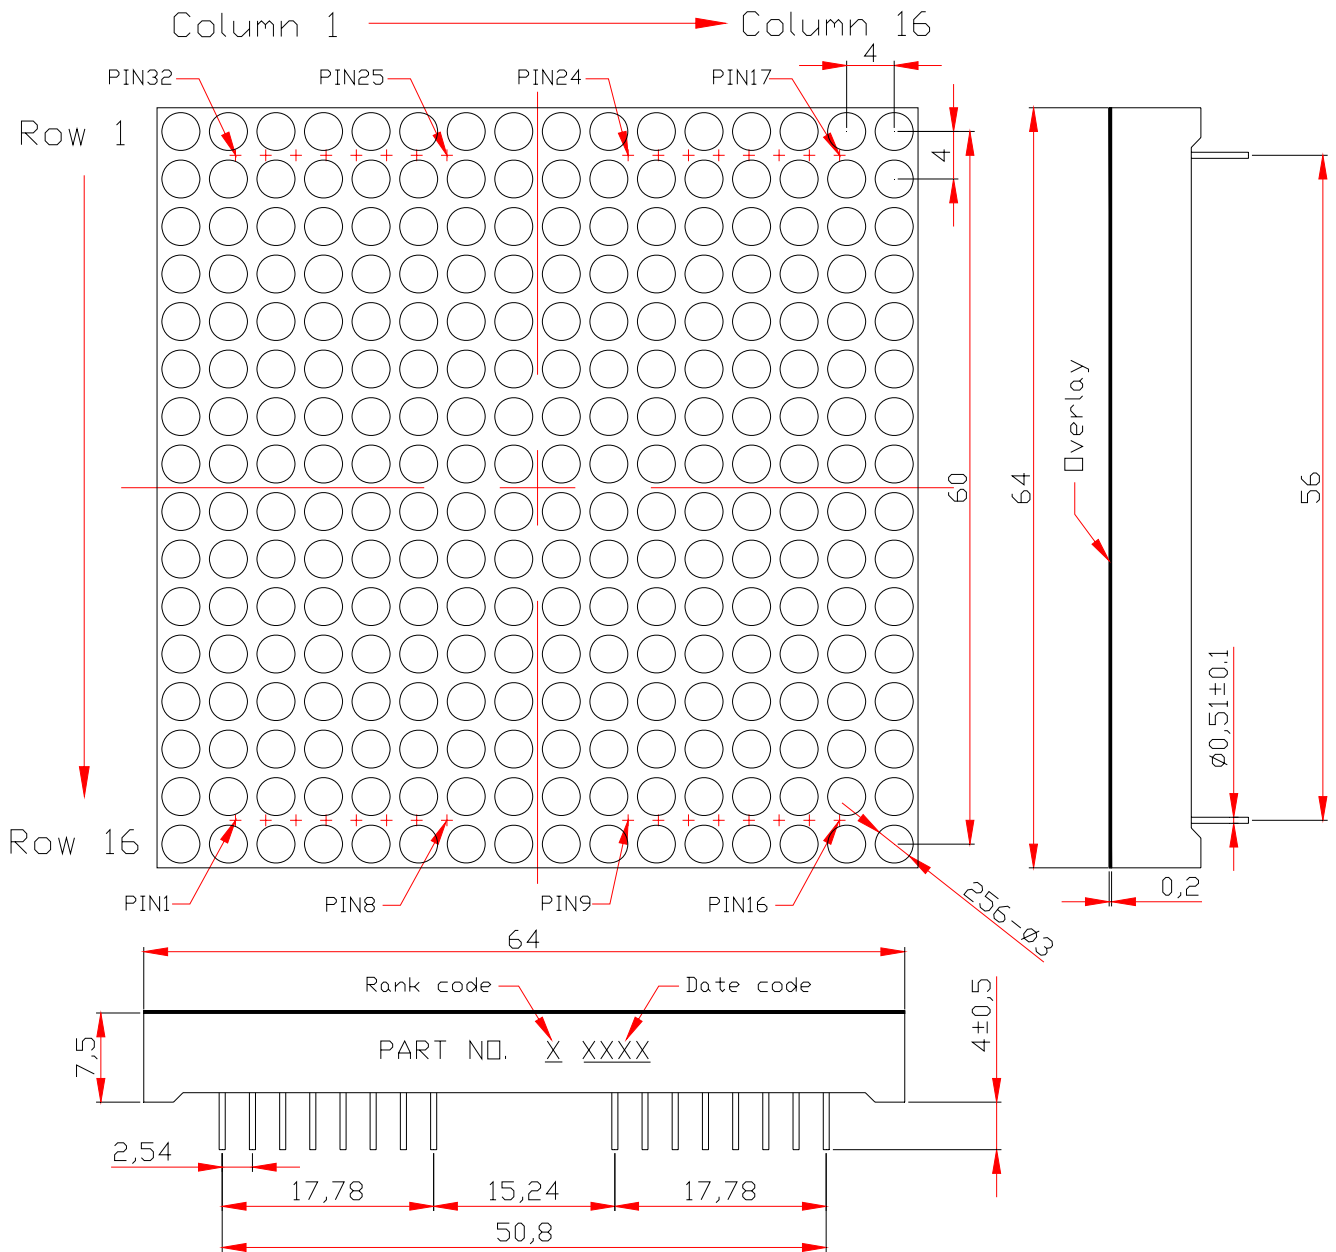 Column 1
Column 16
4
PIN32
PIN25
PIN24
PIN17
Row 1
4
60
64
Overlay
56
ø0,51±0.1
Row 16
PIN1
PIN8
PIN9
PIN16
0,2
256-ø3
64
Rank code
Date code
7,5
PART NO. X XXXX
4±0,5
2,54
17,78
15,24
17,78
50,8